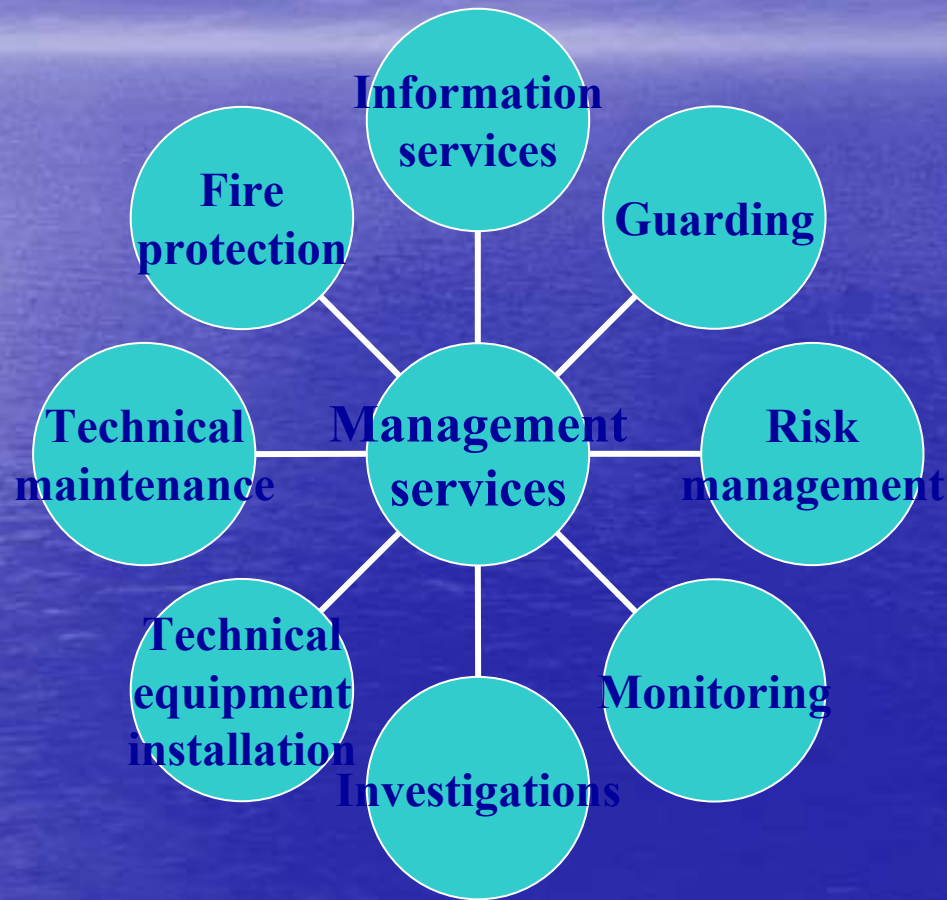 Information
services
Fire
protection
Guarding
Technical
maintenance
Management
services
Risk
management
Technical
equipment
installation
Monitoring
Investigations